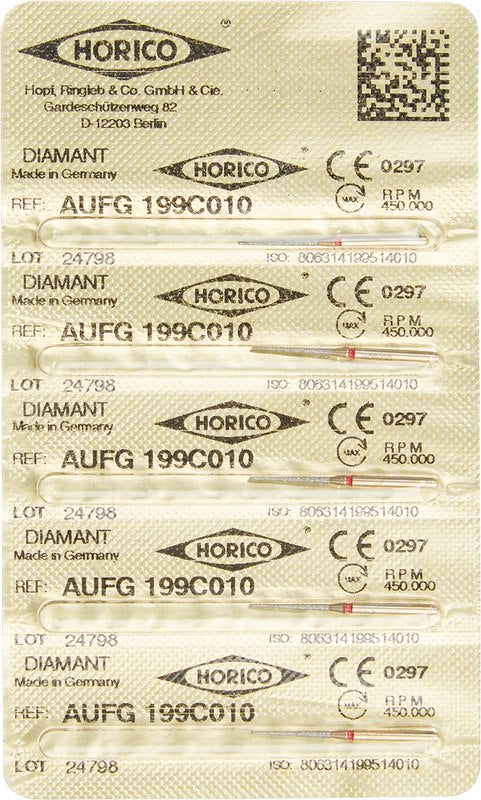 HORICO ®
Hopf, Ringleb & Co. GmbH & Cie.
Gardeschützenweg 82
D-12203 Berlin
DIAMANT HORICO ® CE 0297
Made in Germany MAX RPM
REF: AUFG 199C010 450.000
LOT 24798 ISO: 806314199514010
DIAMANT HORICO ® CE 0297
Made in Germany MAX RPM
REF: AUFG 199C010 450.000
LOT 24798 ISO: 806314199514010
DIAMANT HORICO ® CE 0297
Made in Germany MAX RPM
REF: AUFG 199C010 450.000
LOT 24798 ISO: 806314199514010
DIAMANT HORICO ® CE 0297
Made in Germany MAX RPM
REF: AUFG 199C010 450.000
LOT 24798 ISO: 806314199514010
DIAMANT HORICO ® CE 0297
Made in Germany MAX RPM
REF: AUFG 199C010 450.000
LOT 24798 ISO: 806314199514010